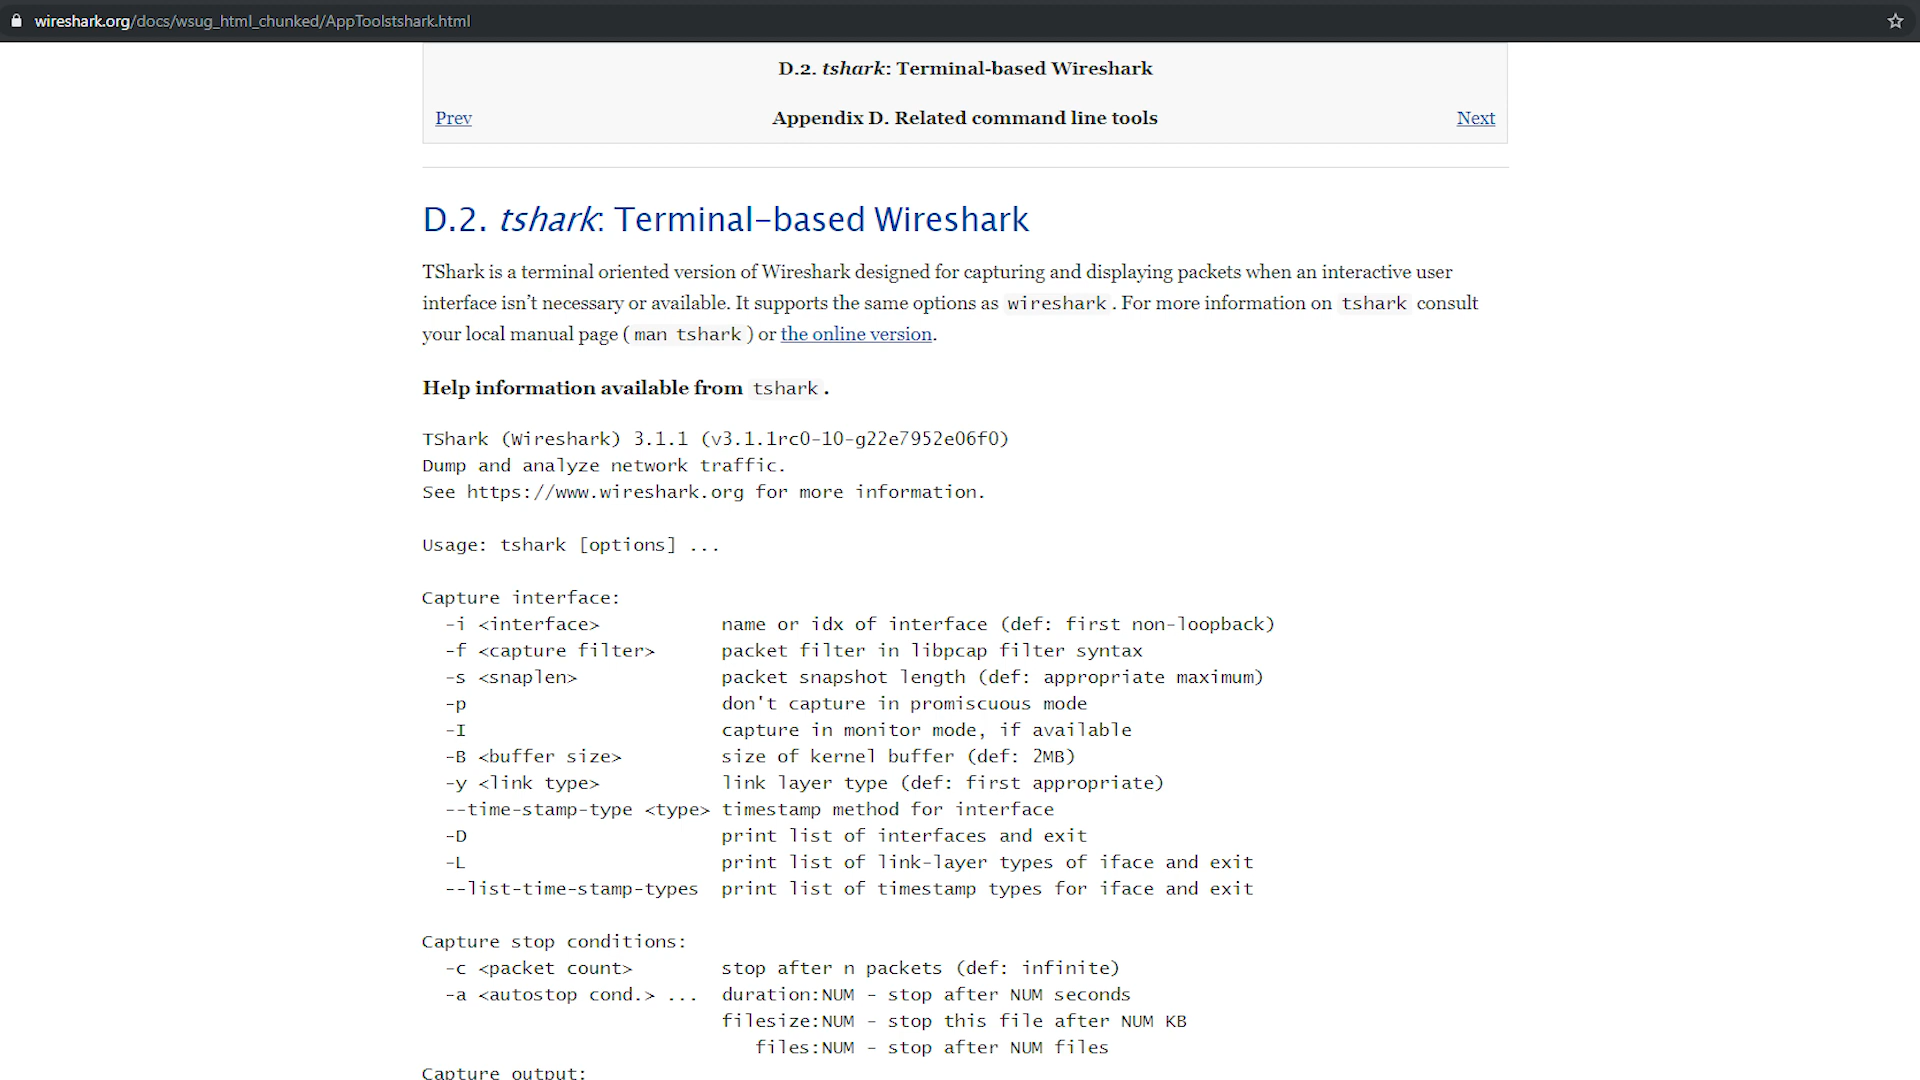 wireshark.org/docs/wsug_html_chunked/AppToolstshark.html
D.2. tshark: Terminal-based Wireshark
Prev Appendix D. Related command line tools Next
D.2. tshark: Terminal-based Wireshark
TShark is a terminal oriented version of Wireshark designed for capturing and displaying packets when an interactive user
interface isn’t necessary or available. It supports the same options as wireshark. For more information on tshark consult
your local manual page (man tshark) or the online version.
Help information available from tshark.
TShark (Wireshark) 3.1.1 (v3.1.1rc0-10-g22e7952e06f0)
Dump and analyze network traffic.
See https://www.wireshark.org for more information.
Usage: tshark [options] ...
Capture interface:
-i <interface> name or idx of interface (def: first non-loopback)
-f <capture filter> packet filter in libpcap filter syntax
-s <snaplen> packet snapshot length (def: appropriate maximum)
-p don't capture in promiscuous mode
-I capture in monitor mode, if available
-B <buffer size> size of kernel buffer (def: 2MB)
-y <link type> link layer type (def: first appropriate)
--time-stamp-type <type> timestamp method for interface
-D print list of interfaces and exit
-L print list of link-layer types of iface and exit
--list-time-stamp-types print list of timestamp types for iface and exit
Capture stop conditions:
-c <packet count> stop after n packets (def: infinite)
-a <autostop cond.> ... duration:NUM - stop after NUM seconds
filesize:NUM - stop this file after NUM KB
files:NUM - stop after NUM files
Capture output: